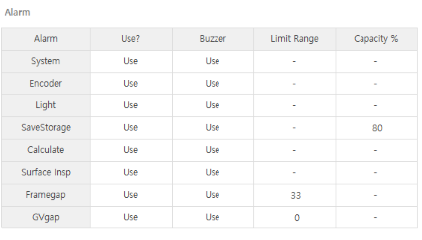 Alarm
Alarm Use? Buzzer Limit Range Capacity %
System Use Use - -
Encoder Use Use - -
Light Use Use - -
SaveStorage Use Use - 80
Calculate Use Use - -
Surface Insp Use Use - -
Framegap Use Use 33 -
GVgap Use Use 0 -